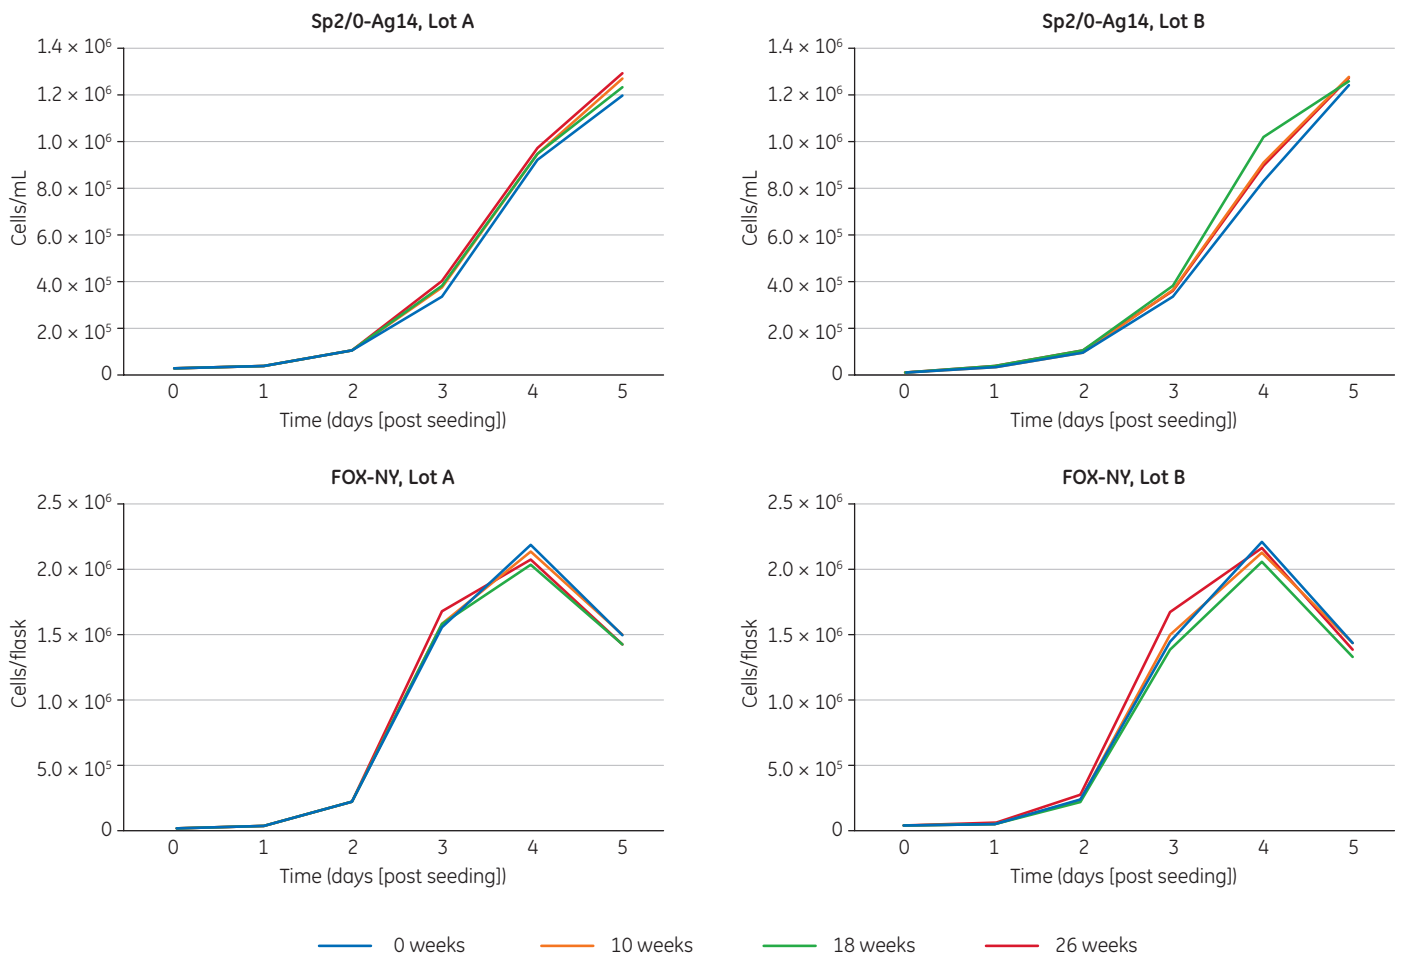 Sp2/0-Ag14, Lot A
1.4 × 10⁶
1.2 × 10⁶
1.0 × 10⁶
8.0 × 10⁵
6.0 × 10⁵
4.0 × 10⁵
2.0 × 10⁵
0
Cells/mL
0 1 2 3 4 5
Time (days [post seeding])
Sp2/0-Ag14, Lot B
1.4 × 10⁶
1.2 × 10⁶
1.0 × 10⁶
8.0 × 10⁵
6.0 × 10⁵
4.0 × 10⁵
2.0 × 10⁵
0
Cells/mL
0 1 2 3 4 5
Time (days [post seeding])
FOX-NY, Lot A
2.5 × 10⁶
2.0 × 10⁶
1.5 × 10⁶
1.0 × 10⁶
5.0 × 10⁵
0
Cells/flask
0 1 2 3 4 5
Time (days [post seeding])
FOX-NY, Lot B
2.5 × 10⁶
2.0 × 10⁶
1.5 × 10⁶
1.0 × 10⁶
5.0 × 10⁵
0
Cells/flask
0 1 2 3 4 5
Time (days [post seeding])
0 weeks 10 weeks 18 weeks 26 weeks